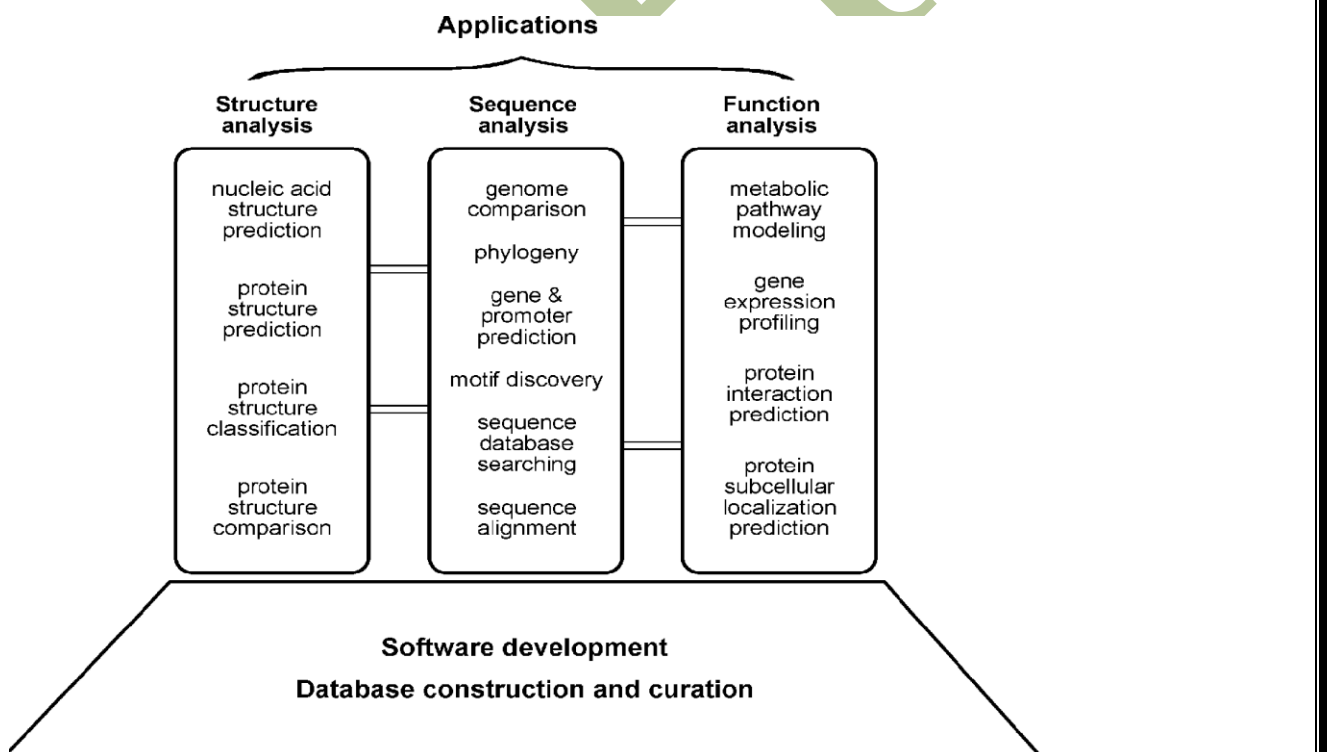 Applications
Structure
analysis
nucleic acid
structure
prediction
protein
structure
prediction
protein
structure
classification
protein
structure
comparison
Sequence
analysis
genome
comparison
phylogeny
gene &
promoter
prediction
motif discovery
sequence
database
searching
sequence
alignment
Function
analysis
metabolic
pathway
modeling
gene
expression
profiling
protein
interaction
prediction
protein
subcellular
localization
prediction
Software development
Database construction and curation